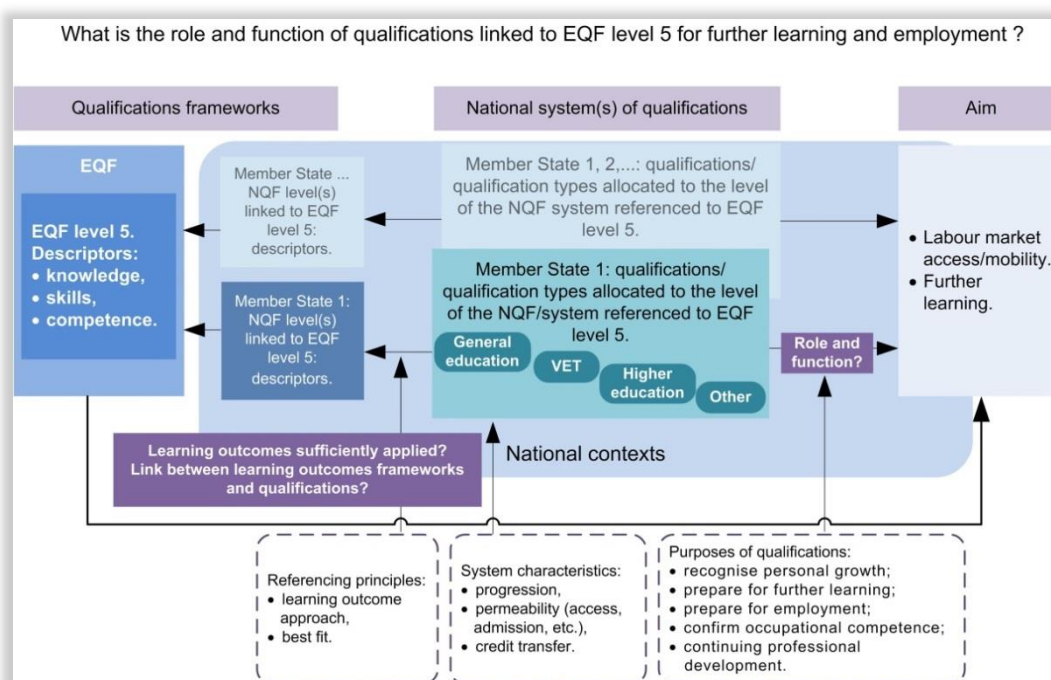 What is the role and function of qualifications linked to EQF level 5 for further learning and employment ?
Qualifications frameworks
National system(s) of qualifications
Aim
EQF
EQF level 5.
Descriptors:
• knowledge,
• skills,
• competence.
Member State ...
NQF level(s)
linked to EQF
level 5:
descriptors.
Member State 1, 2,...: qualifications/
qualification types allocated to the level
of the NQF system referenced to EQF
level 5.
Member State 1:
NQF level(s)
linked to EQF
level 5:
descriptors.
Member State 1: qualifications/
qualification types allocated to the level
of the NQF/system referenced to EQF
level 5.
General
education
VET
Higher
education
Other
Role and
function?
• Labour market
access/mobility.
• Further
learning.
Learning outcomes sufficiently applied?
Link between learning outcomes frameworks
and qualifications?
National contexts
Referencing principles:
• learning outcome
approach,
• best fit.
System characteristics:
• progression,
• permeability (access,
admission, etc.),
• credit transfer.
Purposes of qualifications:
• recognise personal growth;
• prepare for further learning;
• prepare for employment;
• confirm occupational competence;
• continuing professional
development.